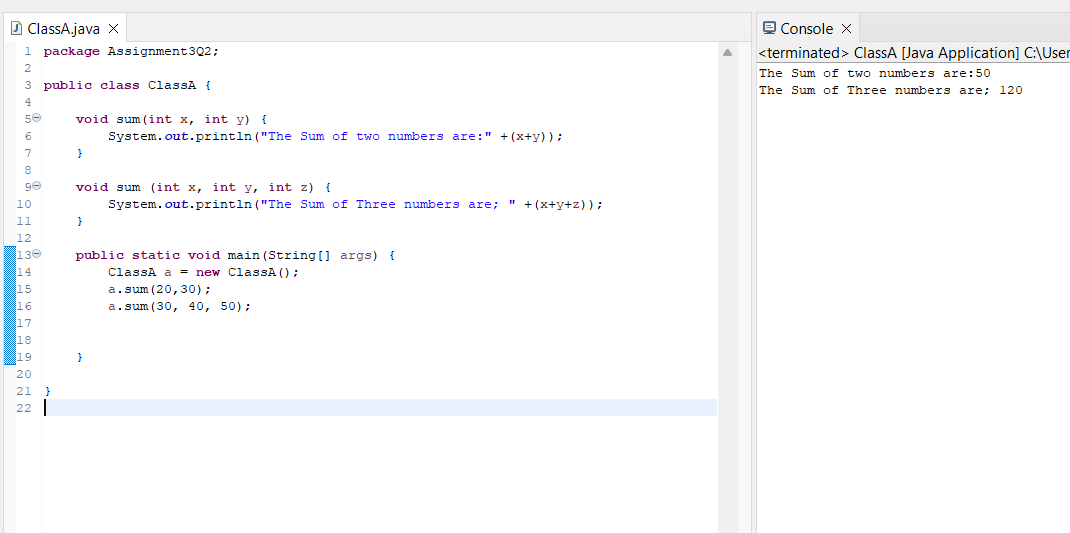 ClassA.java
1 package Assignment3Q2;
2
3 public class ClassA {
4
5 void sum(int x, int y) {
6 System.out.println("The Sum of two numbers are:" +(x+y));
7 }
8
9 void sum (int x, int y, int z) {
10 System.out.println("The Sum of Three numbers are; " +(x+y+z));
11 }
12
13 public static void main(String[] args) {
14 ClassA a = new ClassA();
15 a.sum(20,30);
16 a.sum(30, 40, 50);
17
18
19 }
20
21 }
22
Console
<terminated> ClassA [Java Application] C:\User
The Sum of two numbers are:50
The Sum of Three numbers are; 120